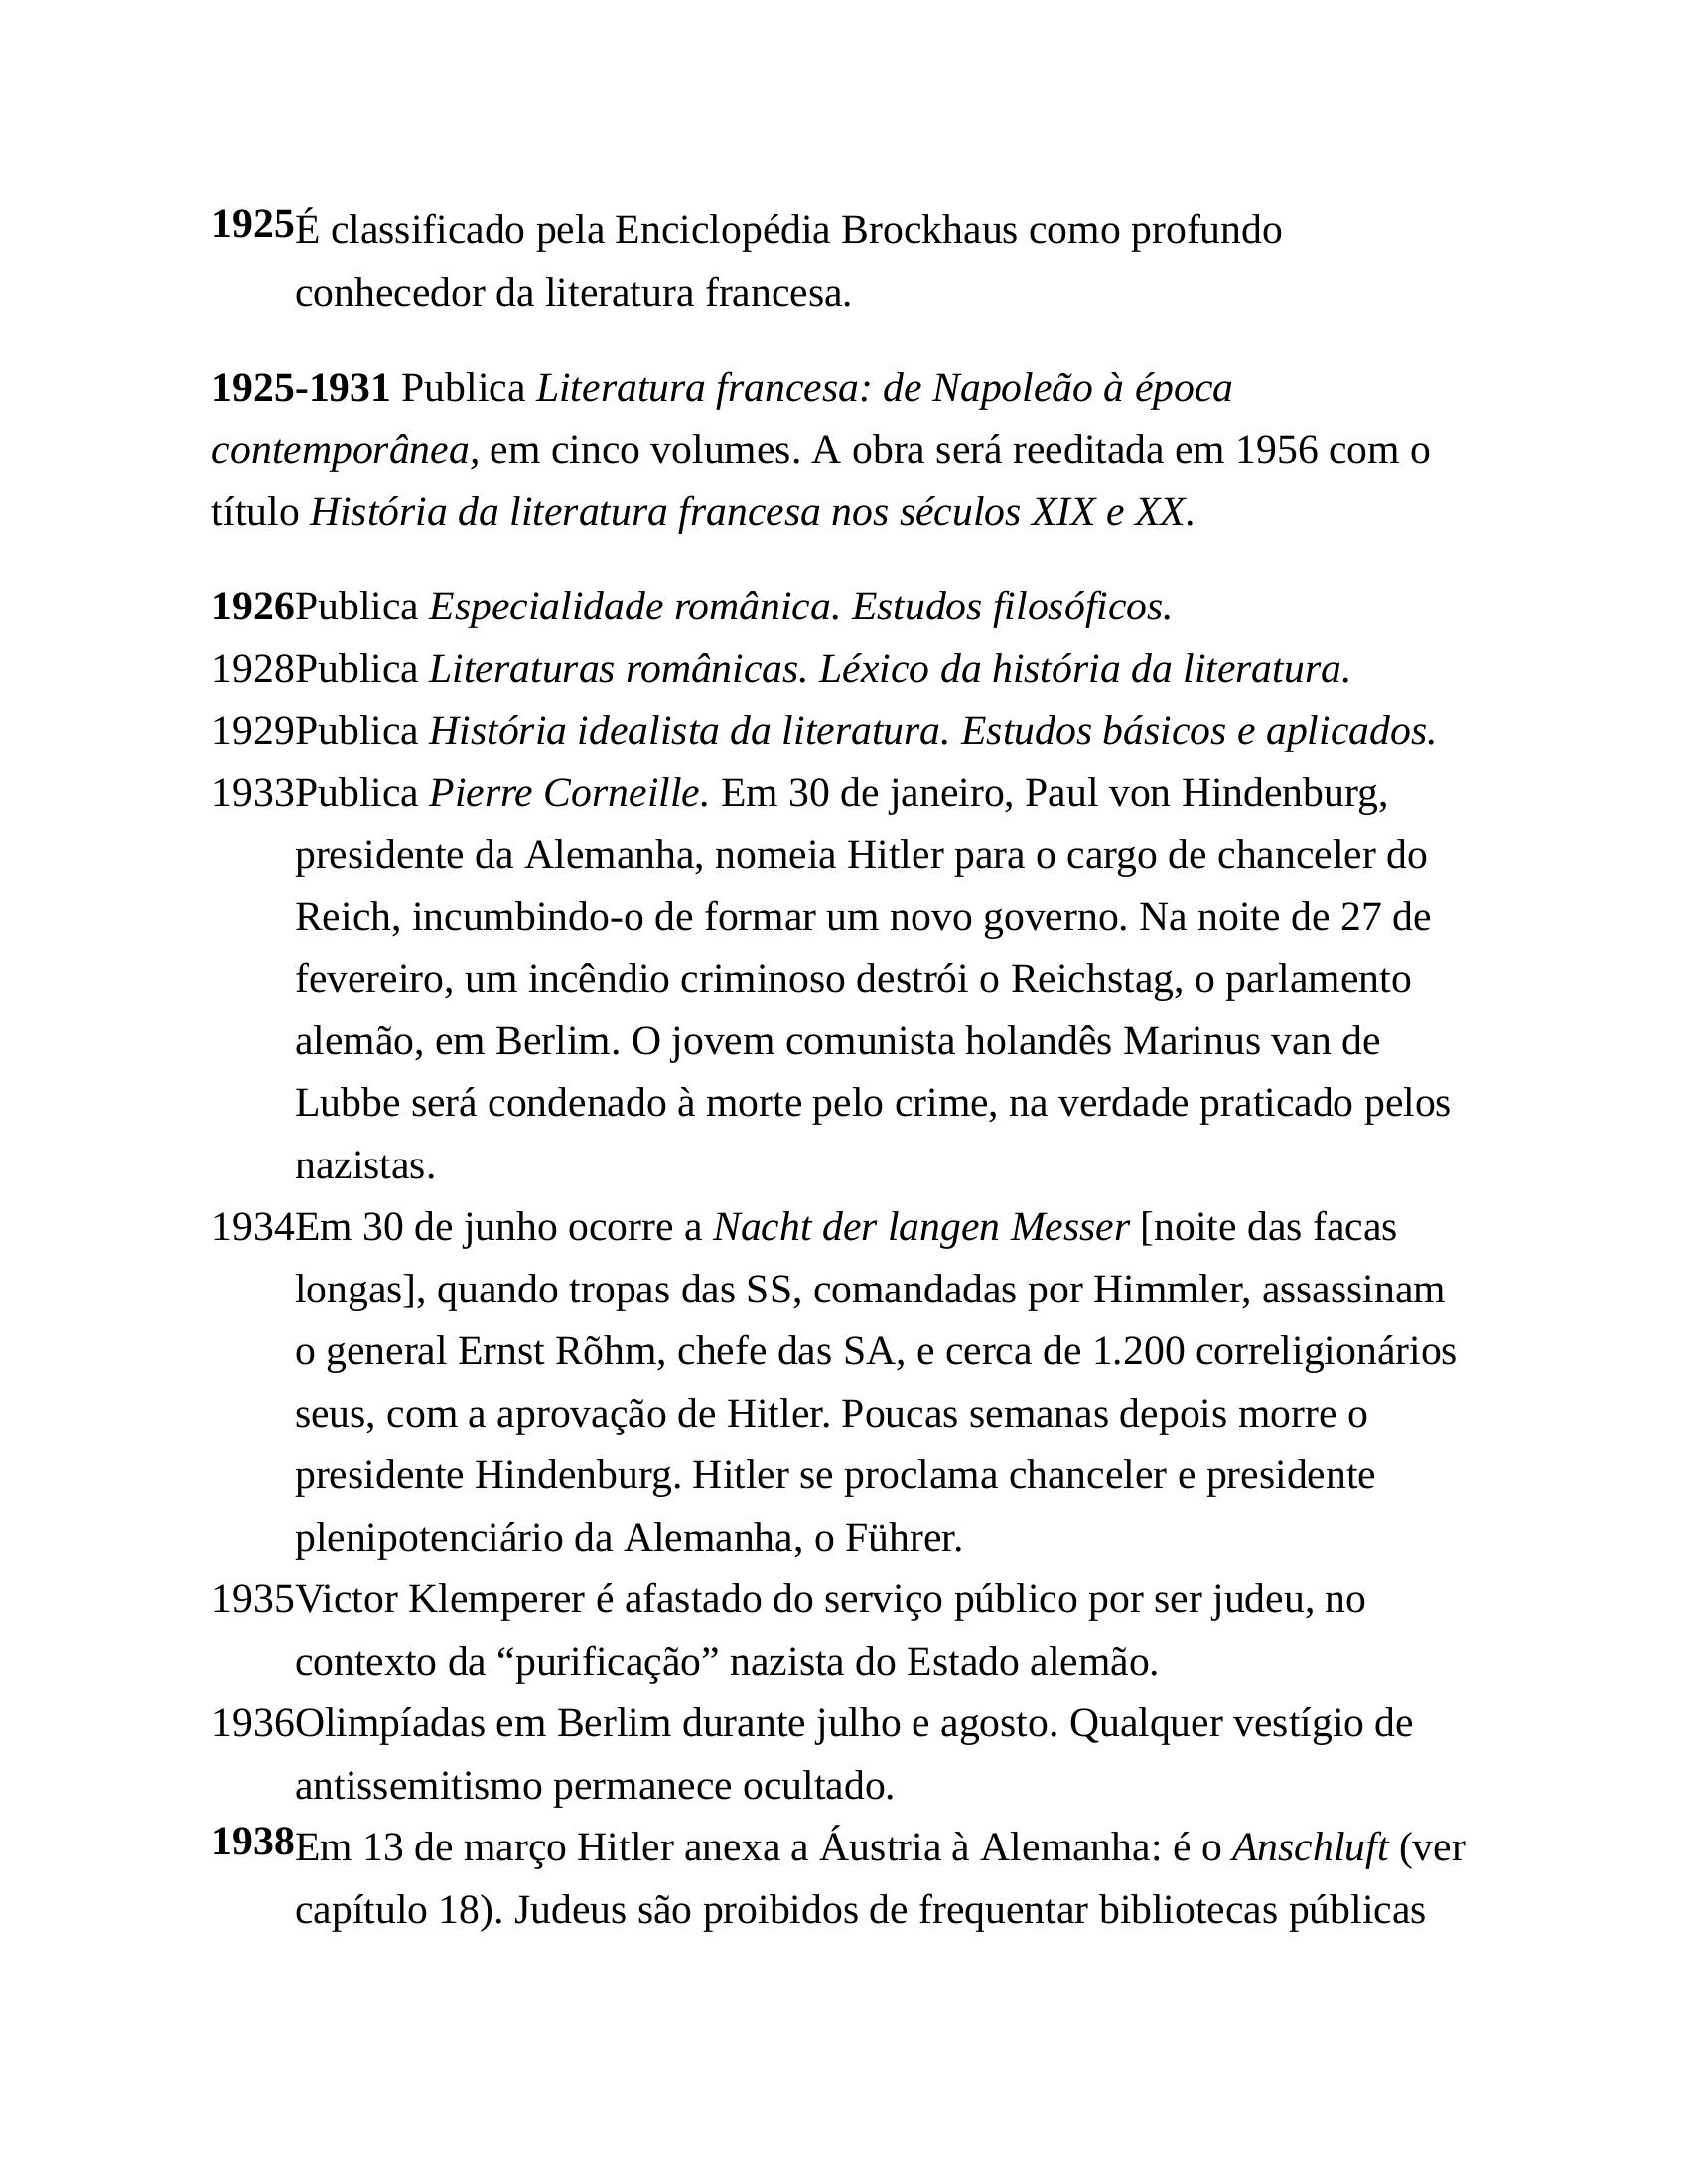 1925É classificado pela Enciclopédia Brockhaus como profundo
conhecedor da literatura francesa.
1925-1931 Publica Literatura francesa: de Napoleão à época
contemporânea, em cinco volumes. A obra será reeditada em 1956 com o
título História da literatura francesa nos séculos XIX e XX.
1926Publica Especialidade românica. Estudos filosóficos.
1928Publica Literaturas românicas. Léxico da história da literatura.
1929Publica História idealista da literatura. Estudos básicos e aplicados.
1933Publica Pierre Corneille. Em 30 de janeiro, Paul von Hindenburg,
presidente da Alemanha, nomeia Hitler para o cargo de chanceler do
Reich, incumbindo-o de formar um novo governo. Na noite de 27 de
fevereiro, um incêndio criminoso destrói o Reichstag, o parlamento
alemão, em Berlim. O jovem comunista holandês Marinus van de
Lubbe será condenado à morte pelo crime, na verdade praticado pelos
nazistas.
1934Em 30 de junho ocorre a Nacht der langen Messer [noite das facas
longas], quando tropas das SS, comandadas por Himmler, assassinam
o general Ernst Rõhm, chefe das SA, e cerca de 1.200 correligionários
seus, com a aprovação de Hitler. Poucas semanas depois morre o
presidente Hindenburg. Hitler se proclama chanceler e presidente
plenipotenciário da Alemanha, o Führer.
1935Victor Klemperer é afastado do serviço público por ser judeu, no
contexto da “purificação” nazista do Estado alemão.
1936Olimpíadas em Berlim durante julho e agosto. Qualquer vestígio de
antissemitismo permanece ocultado.
1938Em 13 de março Hitler anexa a Áustria à Alemanha: é o Anschluft (ver
capítulo 18). Judeus são proibidos de frequentar bibliotecas públicas